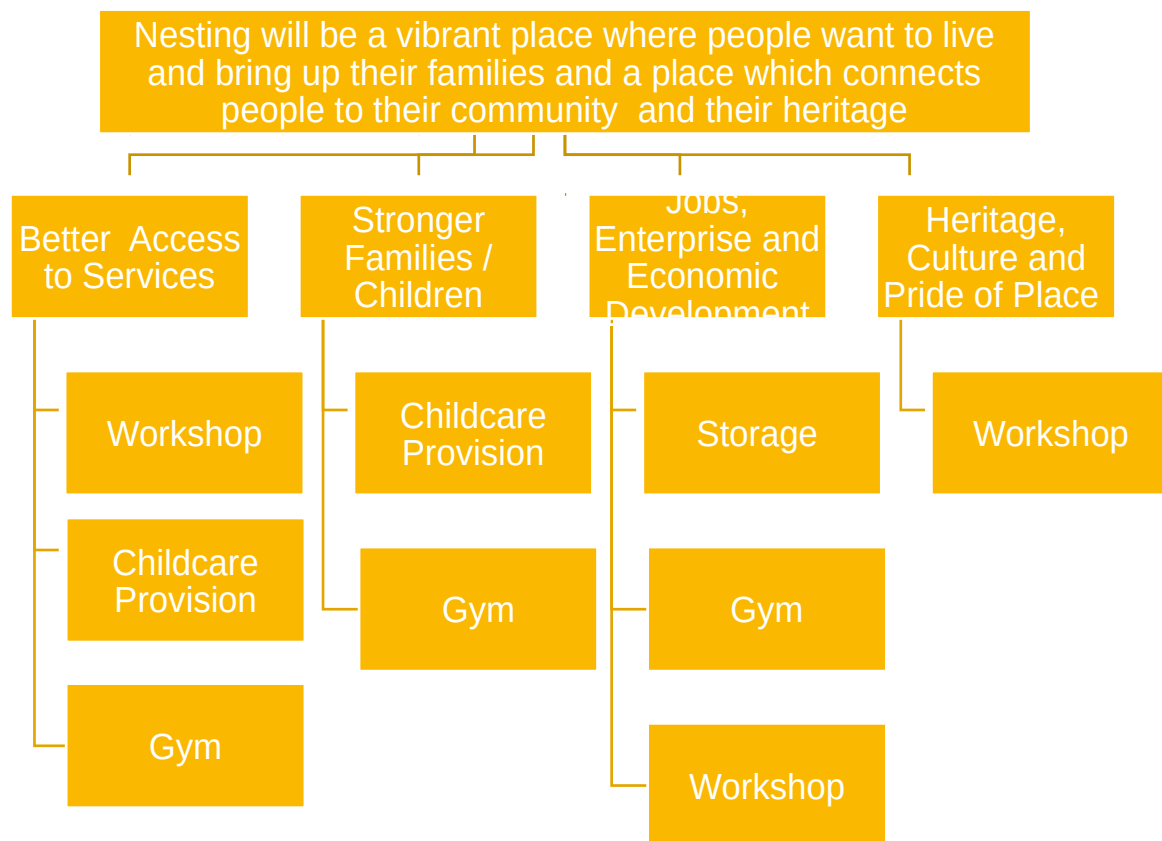 Nesting will be a vibrant place where people want to live
and bring up their families and a place which connects
people to their community and their heritage
Better Access
to Services
Stronger
Families /
Children
Jobs,
Enterprise and
Economic
Development
Heritage,
Culture and
Pride of Place
Workshop
Childcare
Provision
Gym
Childcare
Provision
Gym
Storage
Gym
Workshop
Workshop